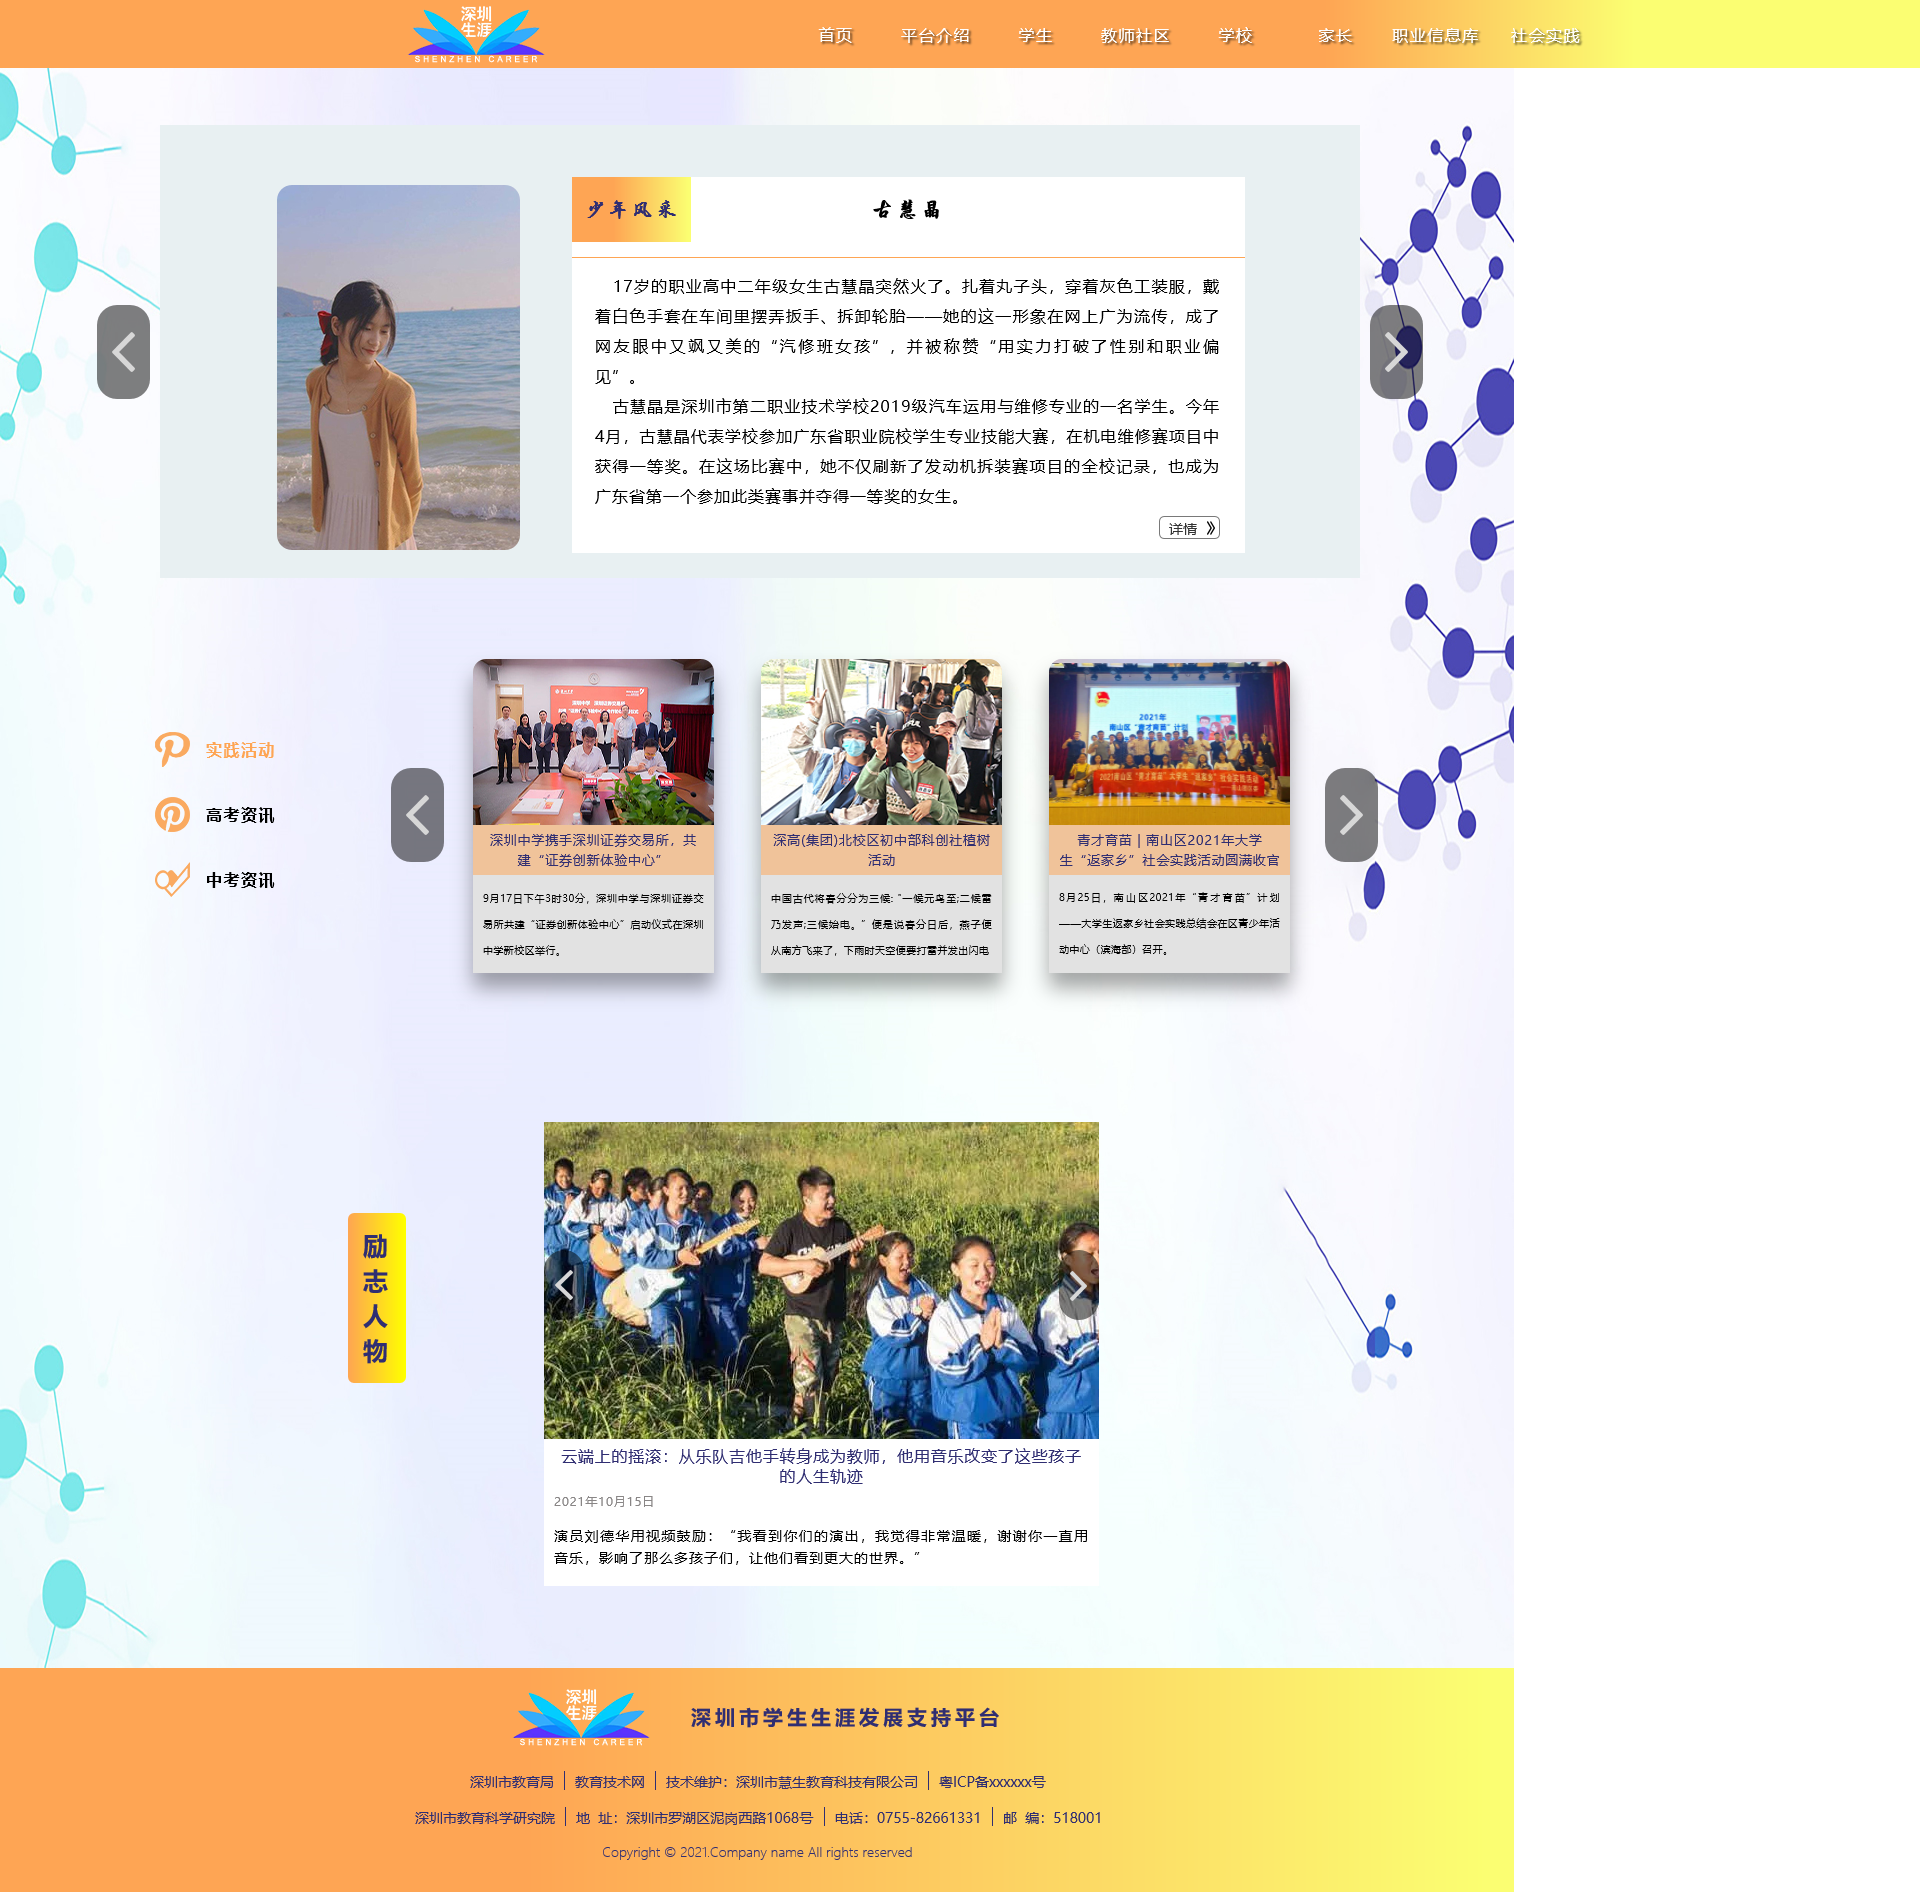 深圳
生涯
SHENZHEN CAREER
首页 平台介绍 学生 教师社区 学校 家长 职业信息库 社会实践
少年风采
古慧晶
17岁的职业高中二年级女生古慧晶突然火了。扎着丸子头，穿着灰色工装服，戴
着白色手套在车间里摆弄扳手、拆卸轮胎——她的这一形象在网上广为流传，成了
网友眼中又飒又美的“汽修班女孩”，并被称赞“用实力打破了性别和职业偏
见”。
古慧晶是深圳市第二职业技术学校2019级汽车运用与维修专业的一名学生。今年
4月，古慧晶代表学校参加广东省职业院校学生专业技能大赛，在机电维修赛项目中
获得一等奖。在这场比赛中，她不仅刷新了发动机拆装赛项目的全校记录，也成为
广东省第一个参加此类赛事并夺得一等奖的女生。
详情 》
实践活动
高考资讯
中考资讯
深圳中学携手深圳证券交易所，共
建“证券创新体验中心”
9月17日下午3时30分，深圳中学与深圳证券交
易所共建“证券创新体验中心”启动仪式在深圳
中学新校区举行。
深高(集团)北校区初中部科创社植树
活动
中国古代将春分分为三候:“一候元鸟至;二候雷
乃发声;三候始电。”便是说春分日后，燕子便
从南方飞来了，下雨时天空便要打雷并发出闪电
2021年
南山区“青才育苗”计划
青才育苗 | 南山区2021年大学
生“返家乡”社会实践活动圆满收官
8月25日，南山区2021年“青才育苗”计划
——大学生返家乡社会实践总结会在区青少年活
动中心（滨海部）召开。
励
志
人
物
云端上的摇滚：从乐队吉他手转身成为教师，他用音乐改变了这些孩子
的人生轨迹
2021年10月15日
演员刘德华用视频鼓励：“我看到你们的演出，我觉得非常温暖，谢谢你一直用
音乐，影响了那么多孩子们，让他们看到更大的世界。”
深圳
生涯
SHENZHEN CAREER
深圳市学生生涯发展支持平台
深圳市教育局 教育技术网 技术维护：深圳市慧生教育科技有限公司 粤ICP备xxxxxx号
深圳市教育科学研究院 地 址：深圳市罗湖区泥岗西路1068号 电话：0755-82661331 邮 编：518001
Copyright © 2021.Company name All rights reserved